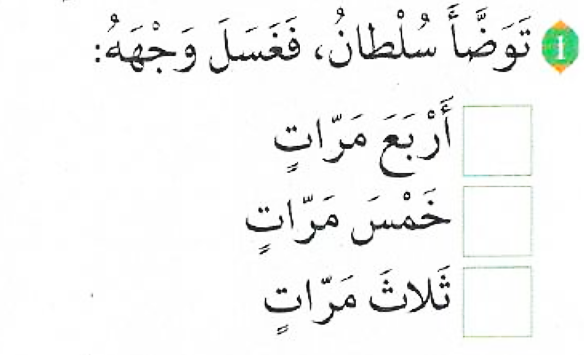 1 تَوَضَّأَ سُلْطانُ، فَغَسَلَ وَجْهَهُ:
أَرْبَعَ مَرّاتٍ
خَمْسَ مَرّاتٍ
ثَلاثَ مَرّاتٍ